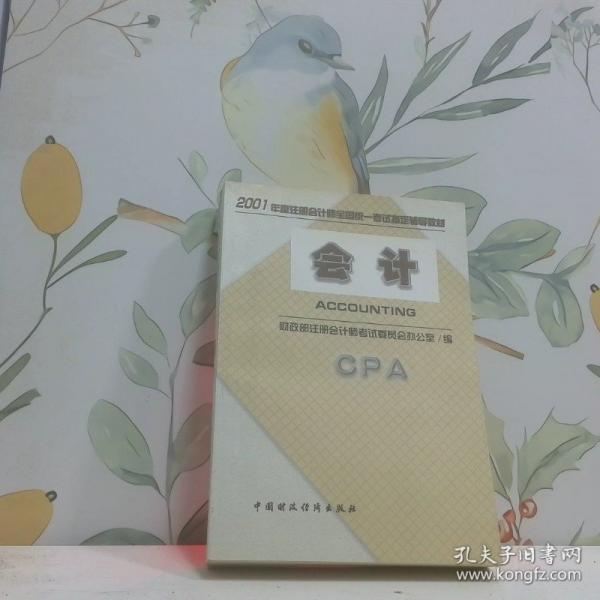 2001年度注册会计师全国统一考试指定辅导教材
会计
ACCOUNTING
财政部注册会计师考试委员会办公室/编
CPA
中国财政经济出版社
孔夫子旧书网
www.kongfz.com